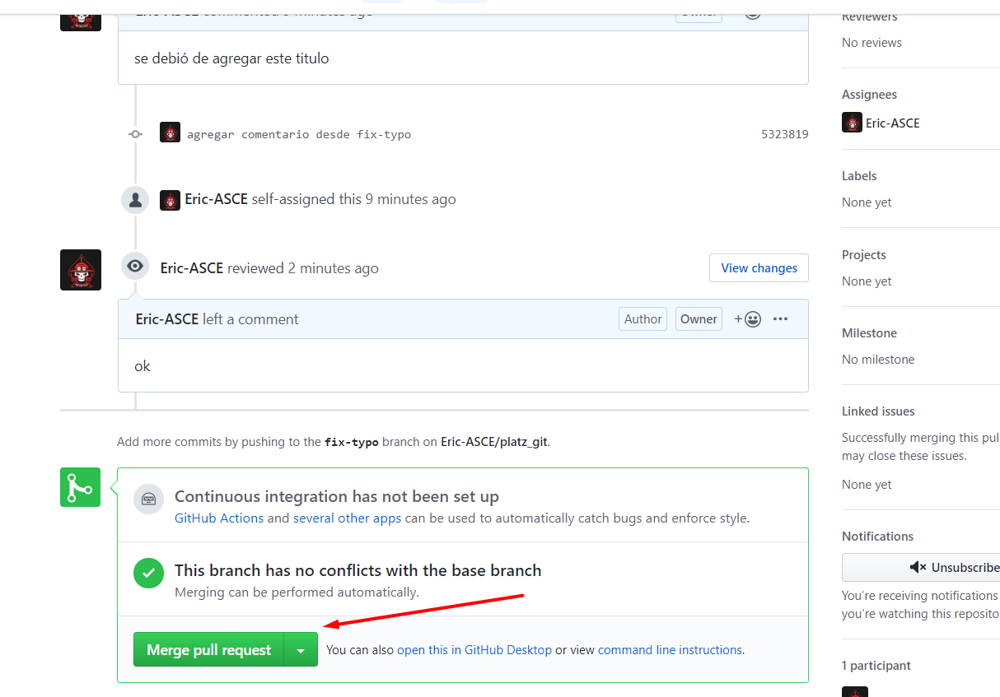 Eric-ASCE commented 9 minutes ago
Owner
se debió de agregar este titulo
agregar comentario desde fix-typo 5323819
Eric-ASCE self-assigned this 9 minutes ago
Eric-ASCE reviewed 2 minutes ago
View changes
Eric-ASCE left a comment
Author Owner
ok
Add more commits by pushing to the fix-typo branch on Eric-ASCE/platz_git.
Continuous integration has not been set up
GitHub Actions and several other apps can be used to automatically catch bugs and enforce style.
This branch has no conflicts with the base branch
Merging can be performed automatically.
Merge pull request
You can also open this in GitHub Desktop or view command line instructions.
Reviewers
No reviews
Assignees
Eric-ASCE
Labels
None yet
Projects
None yet
Milestone
No milestone
Linked issues
Successfully merging this pul
may close these issues.
None yet
Notifications
Unsubscribe
You’re receiving notifications
you’re watching this reposito
1 participant